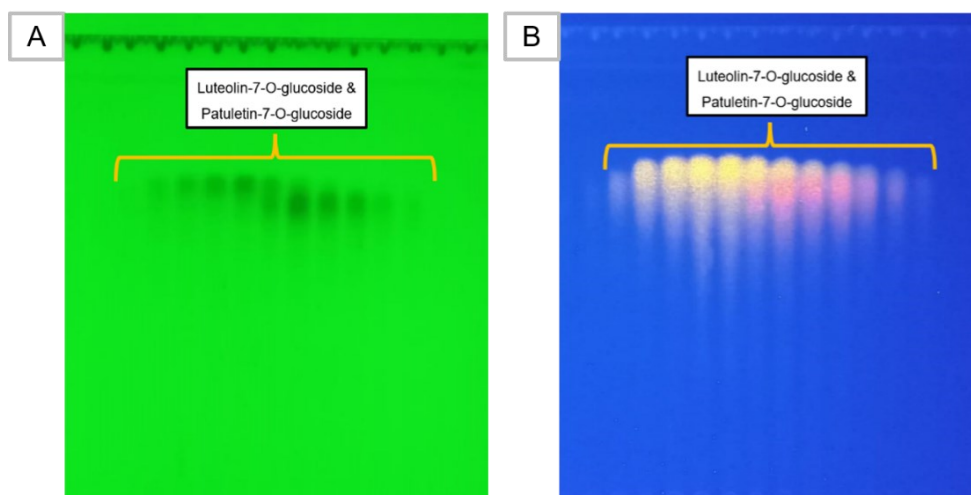 A
Luteolin-7-O-glucoside &
Patuletin-7-O-glucoside
B
Luteolin-7-O-glucoside &
Patuletin-7-O-glucoside